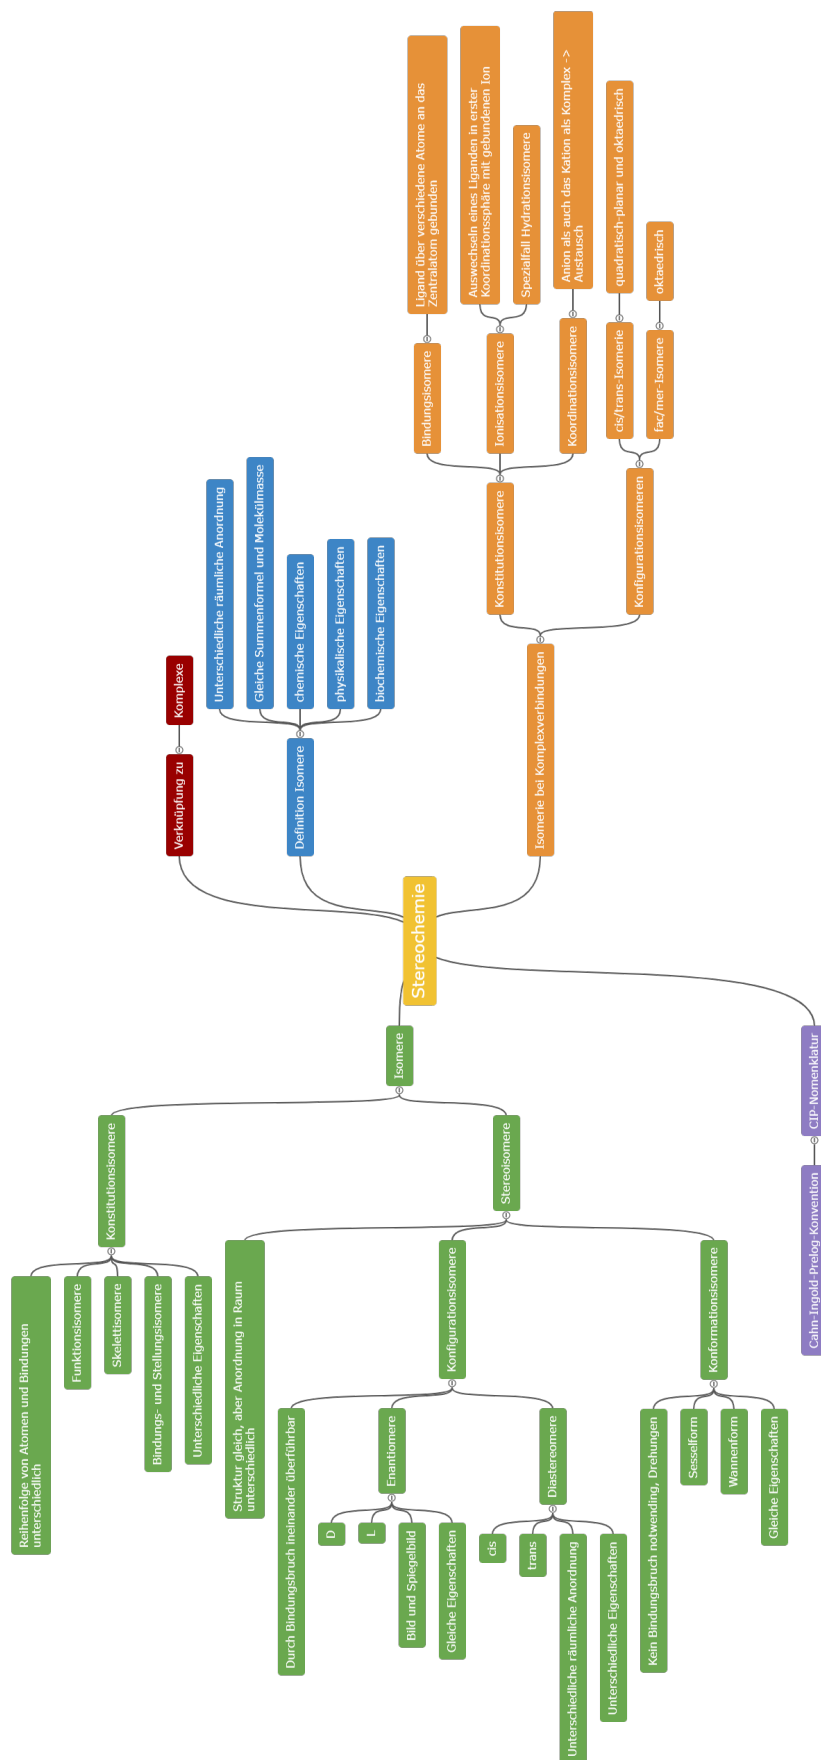 Stereochemie
Verknüpfung zu
Komplexe
Definition Isomere
Unterschiedliche räumliche Anordnung
Gleiche Summenformel und Molekülmasse
chemische Eigenschaften
physikalische Eigenschaften
biochemische Eigenschaften
Isomerie bei Komplexverbindungen
Konstitutionsisomere
Bindungsisomere
Ligand über verschiedene Atome an das
Zentralatom gebunden
Ionisationsisomere
Auswechseln eines Liganden in erster
Koordinationssphäre mit gebundenen Ion
Spezialfall Hydrationsisomere
Koordinationsisomere
Anion als auch das Kation als Komplex ->
Austausch
Konfigurationsisomeren
cis/trans-Isomerie
quadratisch-planar und oktaedrisch
fac/mer-Isomere
oktaedrisch
Isomere
Konstitutionsisomere
Reihenfolge von Atomen und Bindungen
unterschiedlich
Funktionsisomere
Skelettisomere
Bindungs- und Stellungsisomere
Unterschiedliche Eigenschaften
Stereoisomere
Struktur gleich, aber Anordnung in Raum
unterschiedlich
Konfigurationsisomere
Durch Bindungsbruch ineinander überführbar
Enantiomere
D
L
Bild und Spiegelbild
Gleiche Eigenschaften
Diastereomere
cis
trans
Unterschiedliche räumliche Anordnung
Unterschiedliche Eigenschaften
Konformationsisomere
Kein Bindungsbruch notwending, Drehungen
Sesselform
Wannenform
Gleiche Eigenschaften
CIP-Nomenklatur
Cahn-Ingold-Prelog-Konvention